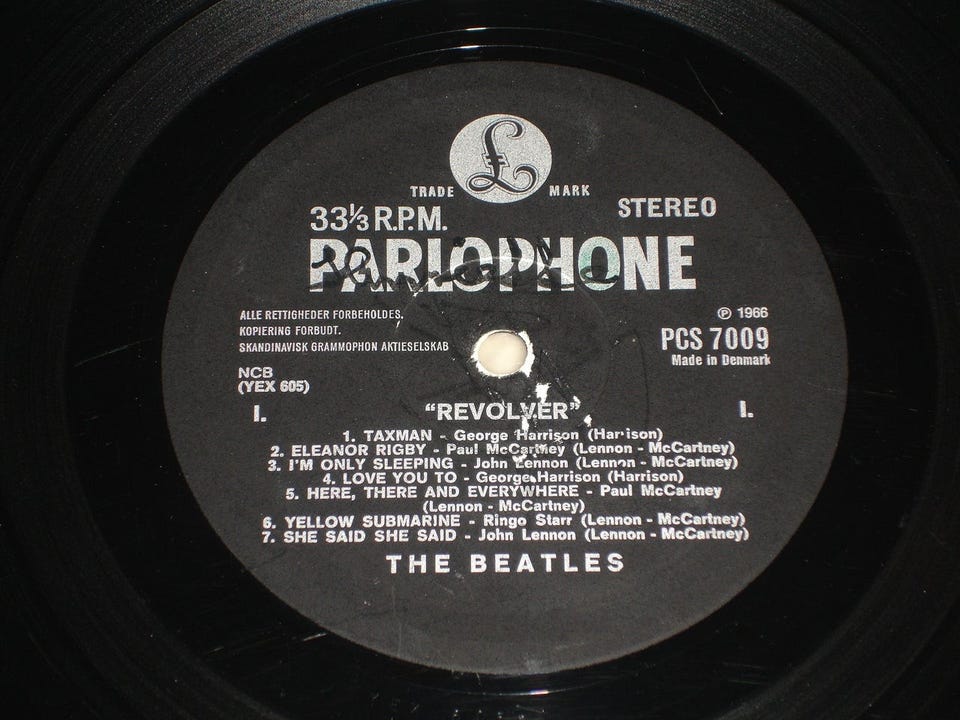 £
TRADE MARK
33⅓ R.P.M. STEREO
PARLOPHONE
ALLE RETTIGHEDER FORBEHOLDES.
KOPIERING FORBUDT.
SKANDINAVISK GRAMMOPHON AKTIESELSKAB
℗ 1966
PCS 7009
Made in Denmark
NCB
(YEX 605)
I. "REVOLVER" I.
1. TAXMAN - George Harrison (Harrison)
2. ELEANOR RIGBY - Paul McCartney (Lennon - McCartney)
3. I'M ONLY SLEEPING - John Lennon (Lennon - McCartney)
4. LOVE YOU TO - George Harrison (Harrison)
5. HERE, THERE AND EVERYWHERE - Paul McCartney
(Lennon - McCartney)
6. YELLOW SUBMARINE - Ringo Starr (Lennon - McCartney)
7. SHE SAID SHE SAID - John Lennon (Lennon - McCartney)
THE BEATLES